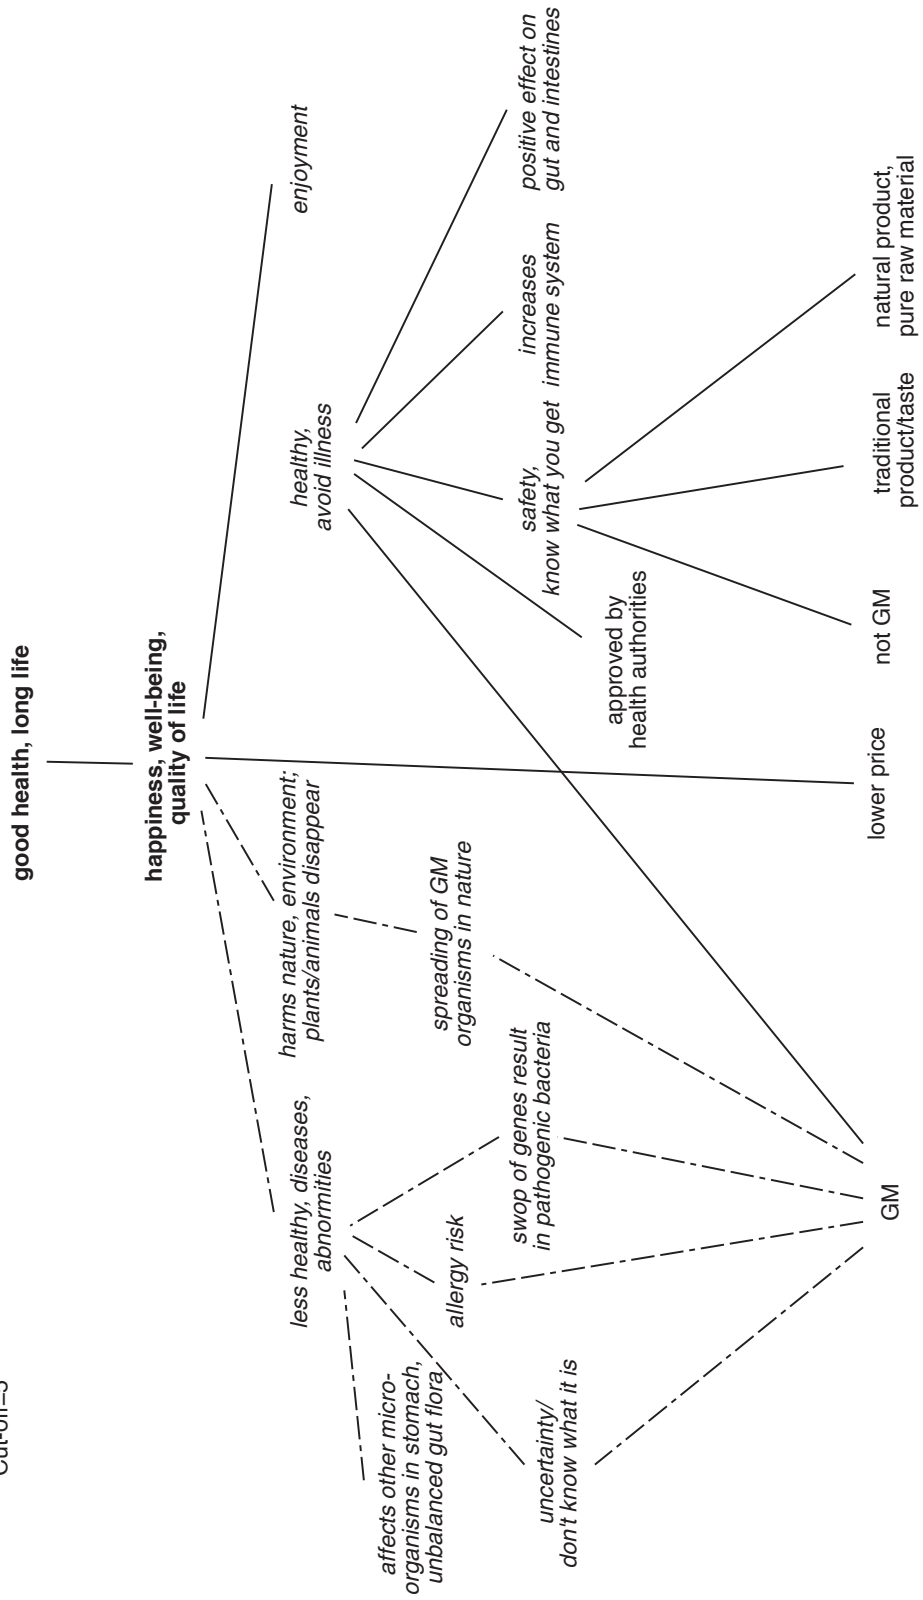 Cut-off=5
good health, long life
happiness, well-being,
quality of life
harms nature, environment;
plants/animals disappear
less healthy, diseases,
abnormities
healthy,
avoid illness
enjoyment
affects other micro-
organisms in stomach,
unbalanced gut flora
allergy risk
spreading of GM
organisms in nature
uncertainty/
don't know what it is
swop of genes result
in pathogenic bacteria
approved by
health authorities
safety,
know what you get
increases
immune system
positive effect on
gut and intestines
GM
lower price
not GM
traditional
product/taste
natural product,
pure raw material